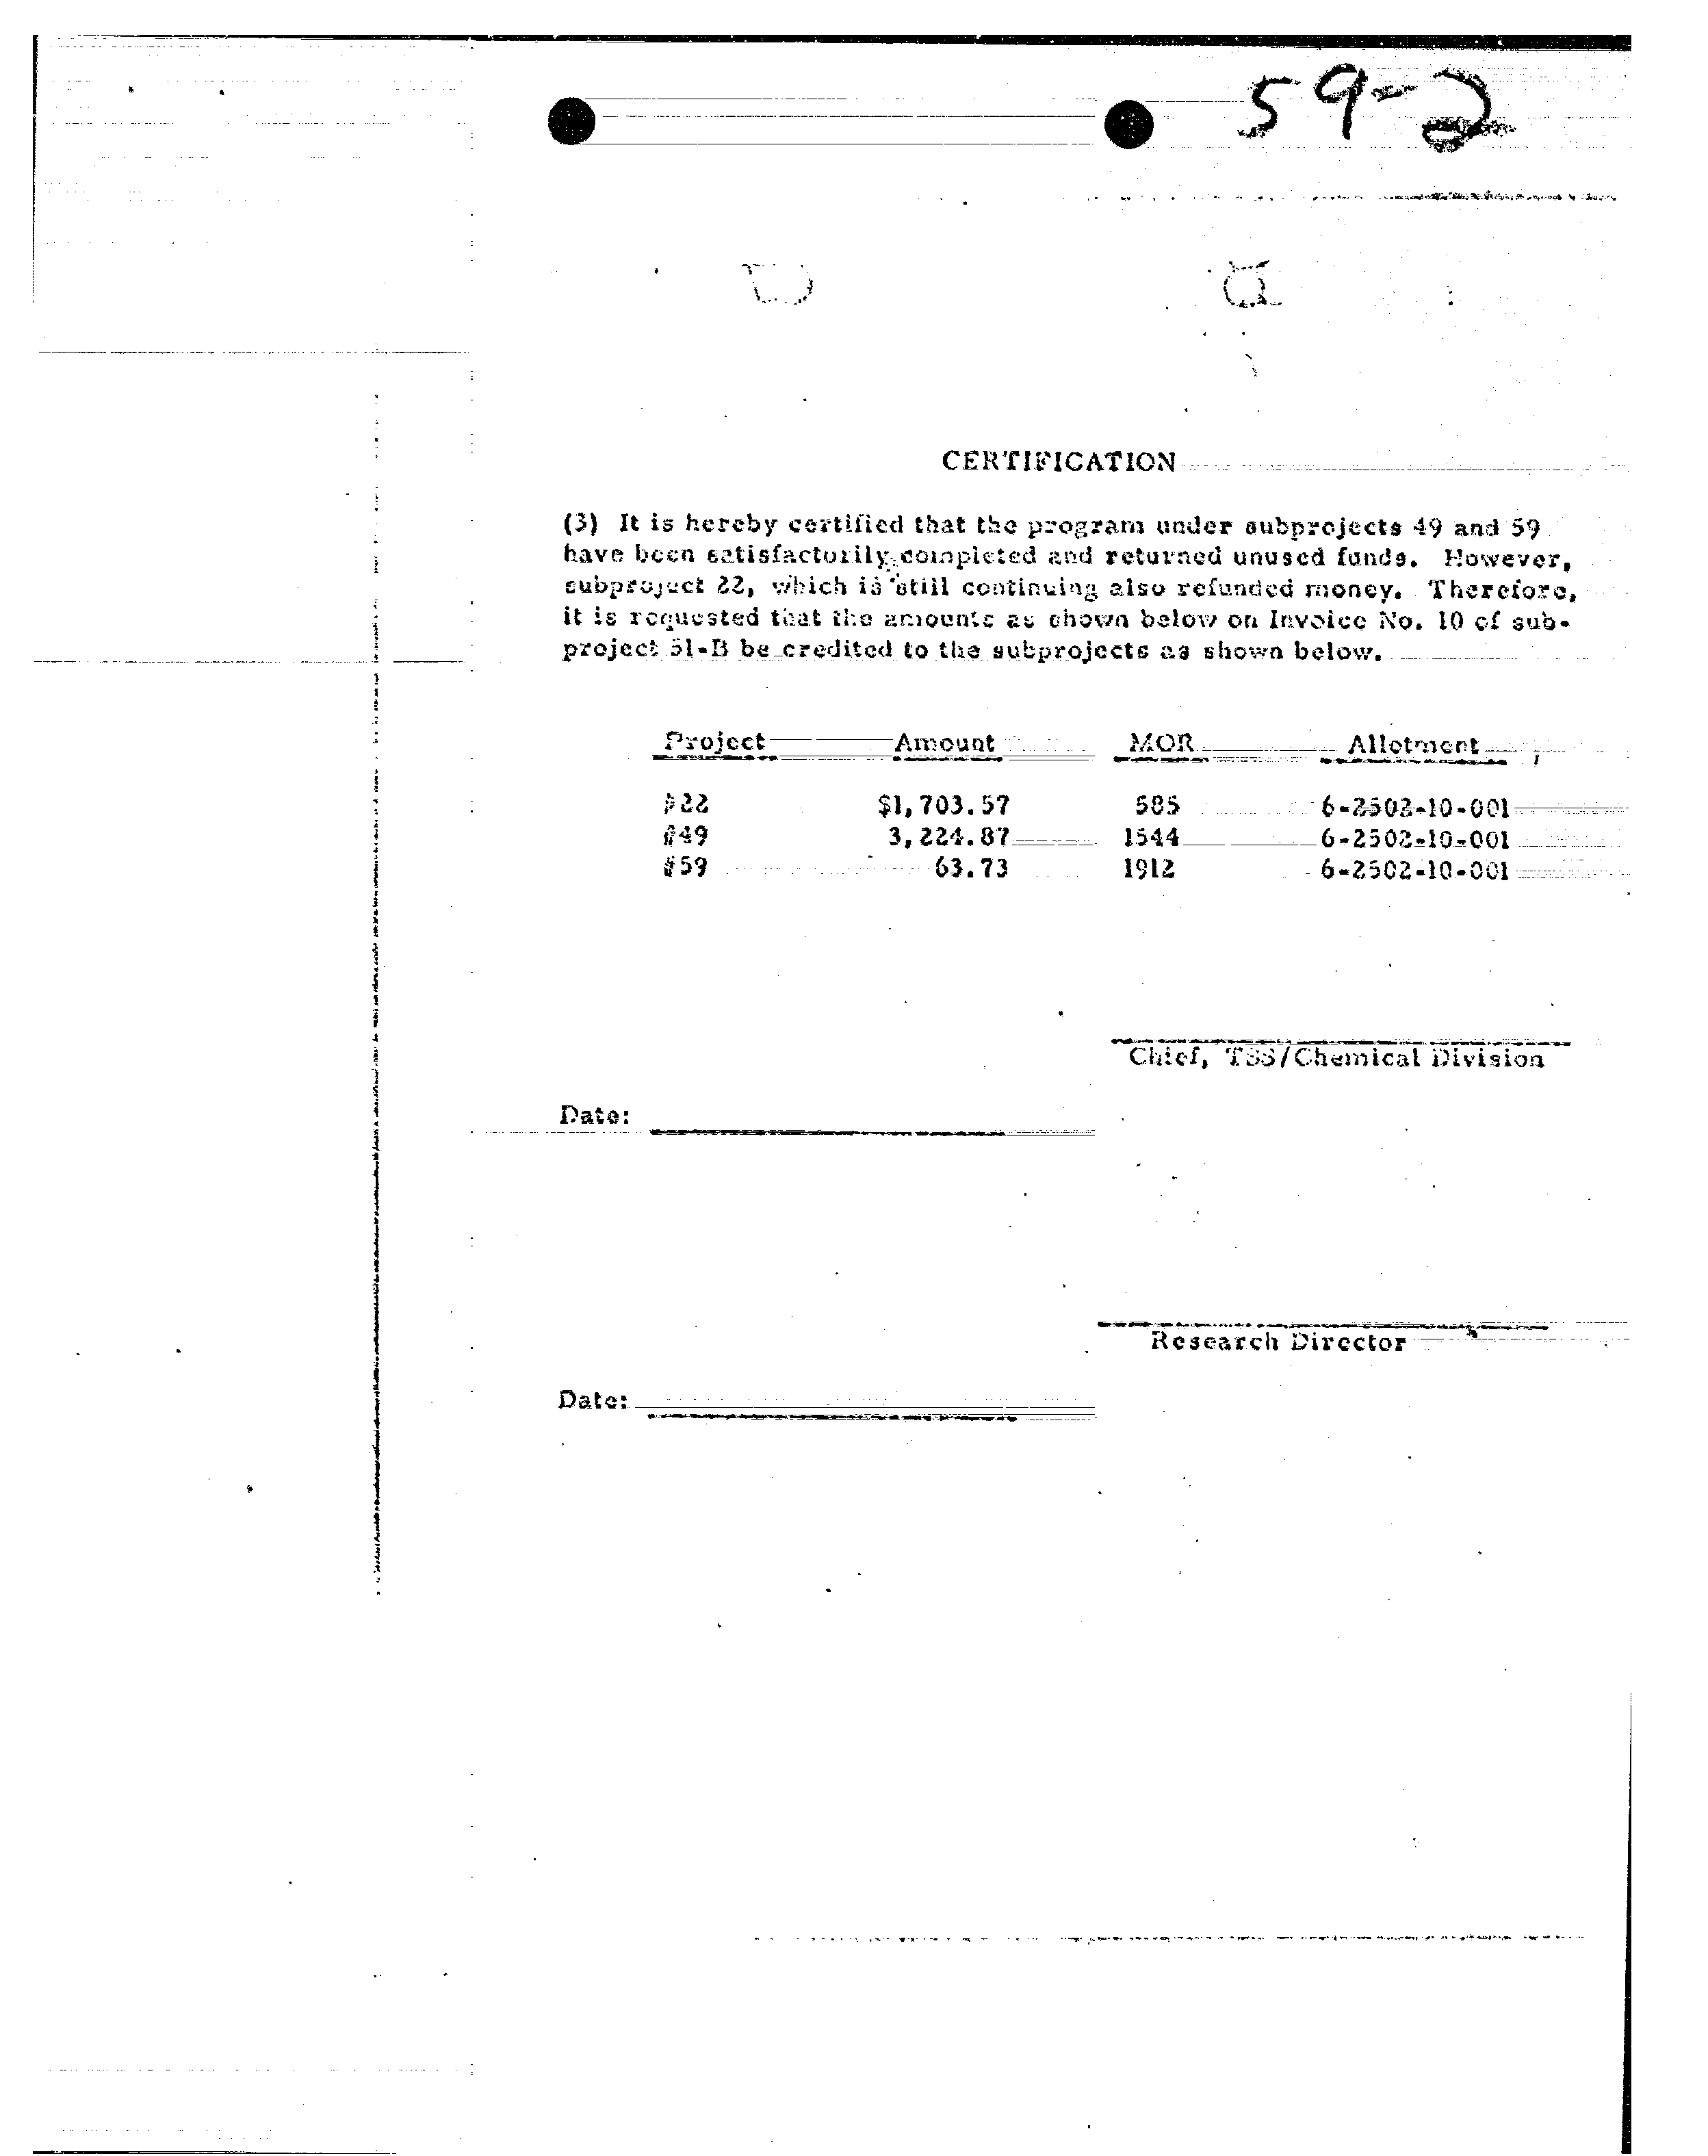 59-2
CERTIFICATION
(3) It is hereby certified that the program under subprojects 49 and 59
have been satisfactorily completed and returned unused funds. However,
subproject 22, which is still continuing also refunded money. Therefore,
it is requested that the amounts as shown below on Invoice No. 10 of sub-
project 51-B be credited to the subprojects as shown below.
Project Amount MOR Allotment
#22 $1,703.57 585 6-2502-10-001
#49 3,224.87 1544 6-2502-10-001
#59 63.73 1912 6-2502-10-001
Chief, TSS/Chemical Division
Date:
Research Director
Date: